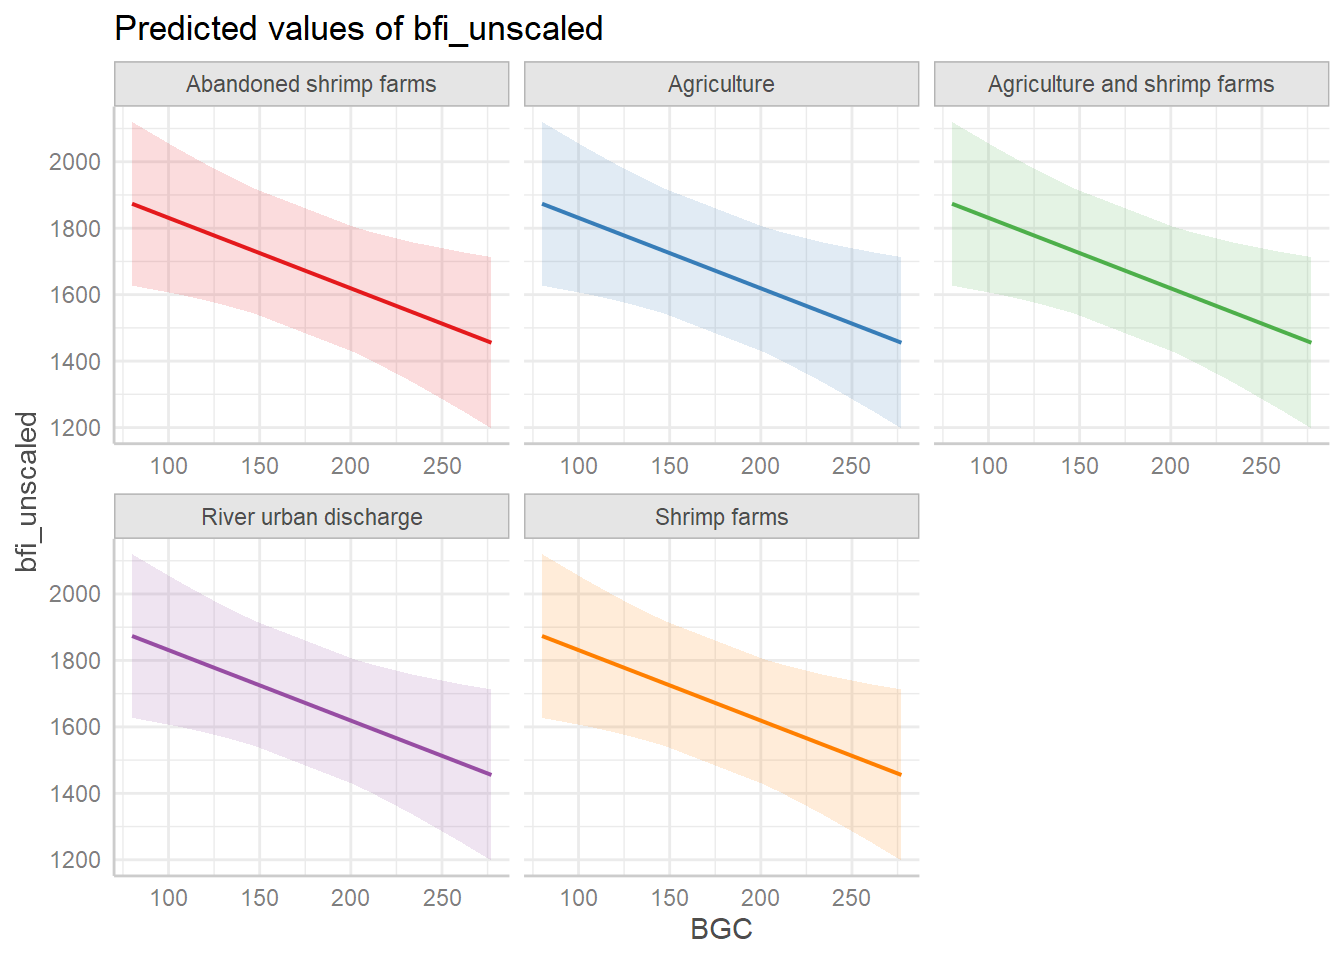 Predicted values of bfi_unscaled
Abandoned shrimp farms
Agriculture
Agriculture and shrimp farms
2000
1800
1600
1400
1200
100 150 200 250
100 150 200 250
100 150 200 250
bfi_unscaled
River urban discharge
Shrimp farms
2000
1800
1600
1400
1200
100 150 200 250
100 150 200 250
BGC